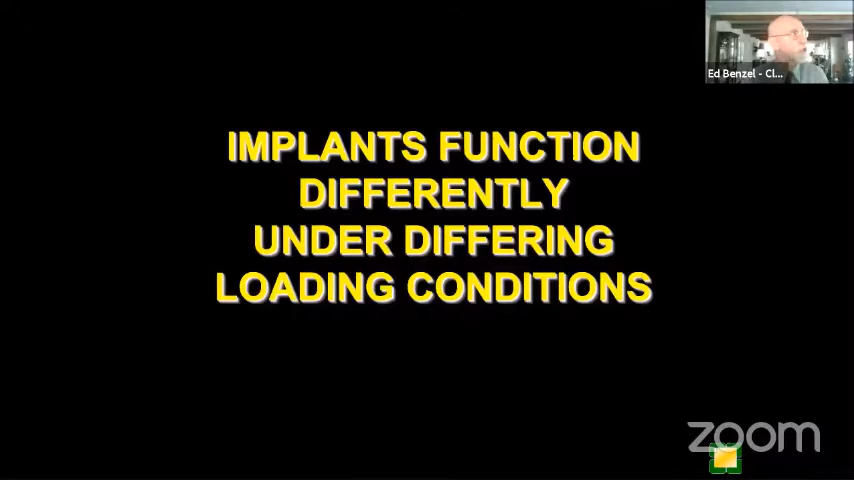 Ed Benzel - Cl...
IMPLANTS FUNCTION
DIFFERENTLY
UNDER DIFFERING
LOADING CONDITIONS
zoom